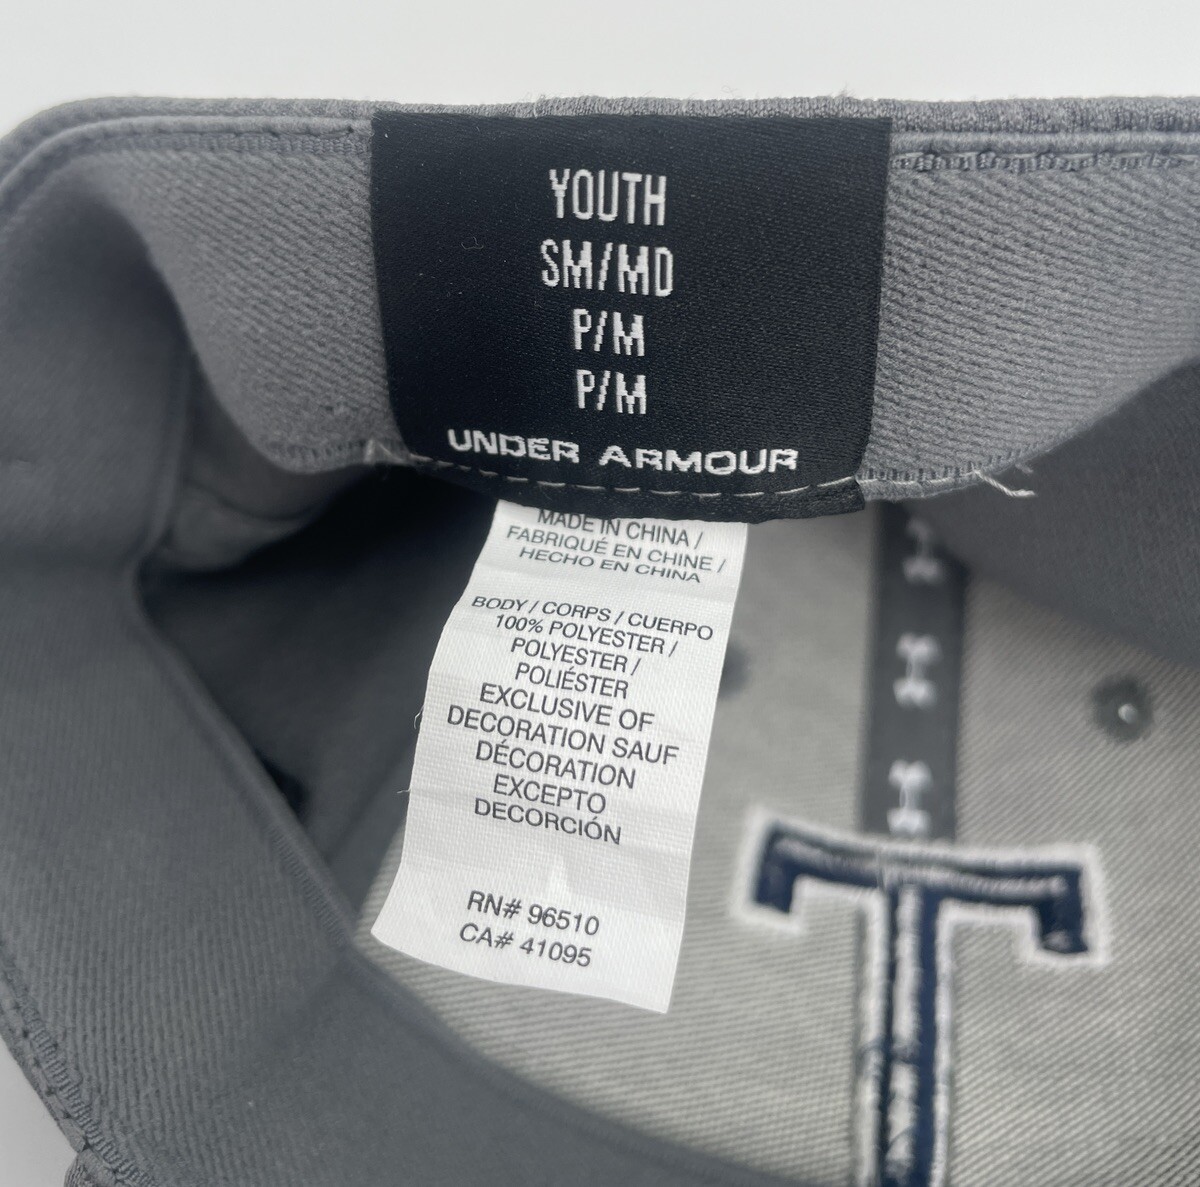 YOUTH
SM/MD
P/M
P/M
UNDER ARMOUR
MADE IN CHINA /
FABRIQUÉ EN CHINE /
HECHO EN CHINA
BODY / CORPS / CUERPO
100% POLYESTER /
POLYESTER /
POLIÉSTER
EXCLUSIVE OF
DECORATION SAUF
DÉCORATION
EXCEPTO
DECORCIÓN
RN# 96510
CA# 41095
T